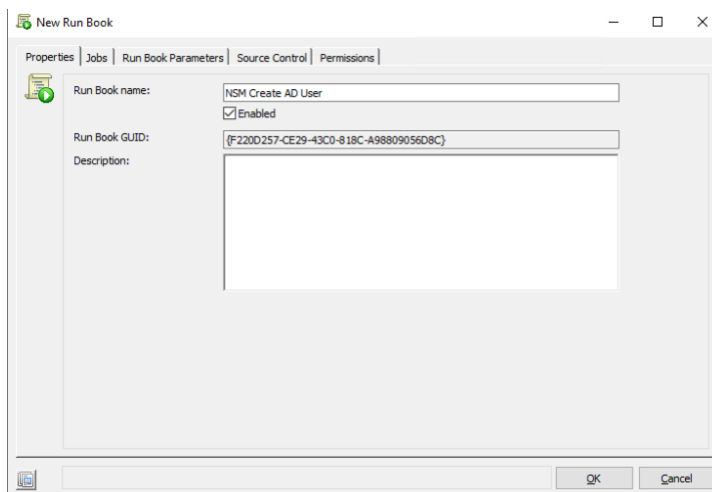 New Run Book
Properties Jobs Run Book Parameters Source Control Permissions
Run Book name: NSM Create AD User
Enabled
Run Book GUID: {F220D257-CE29-43C0-818C-A98809056D8C}
Description:
OK Cancel